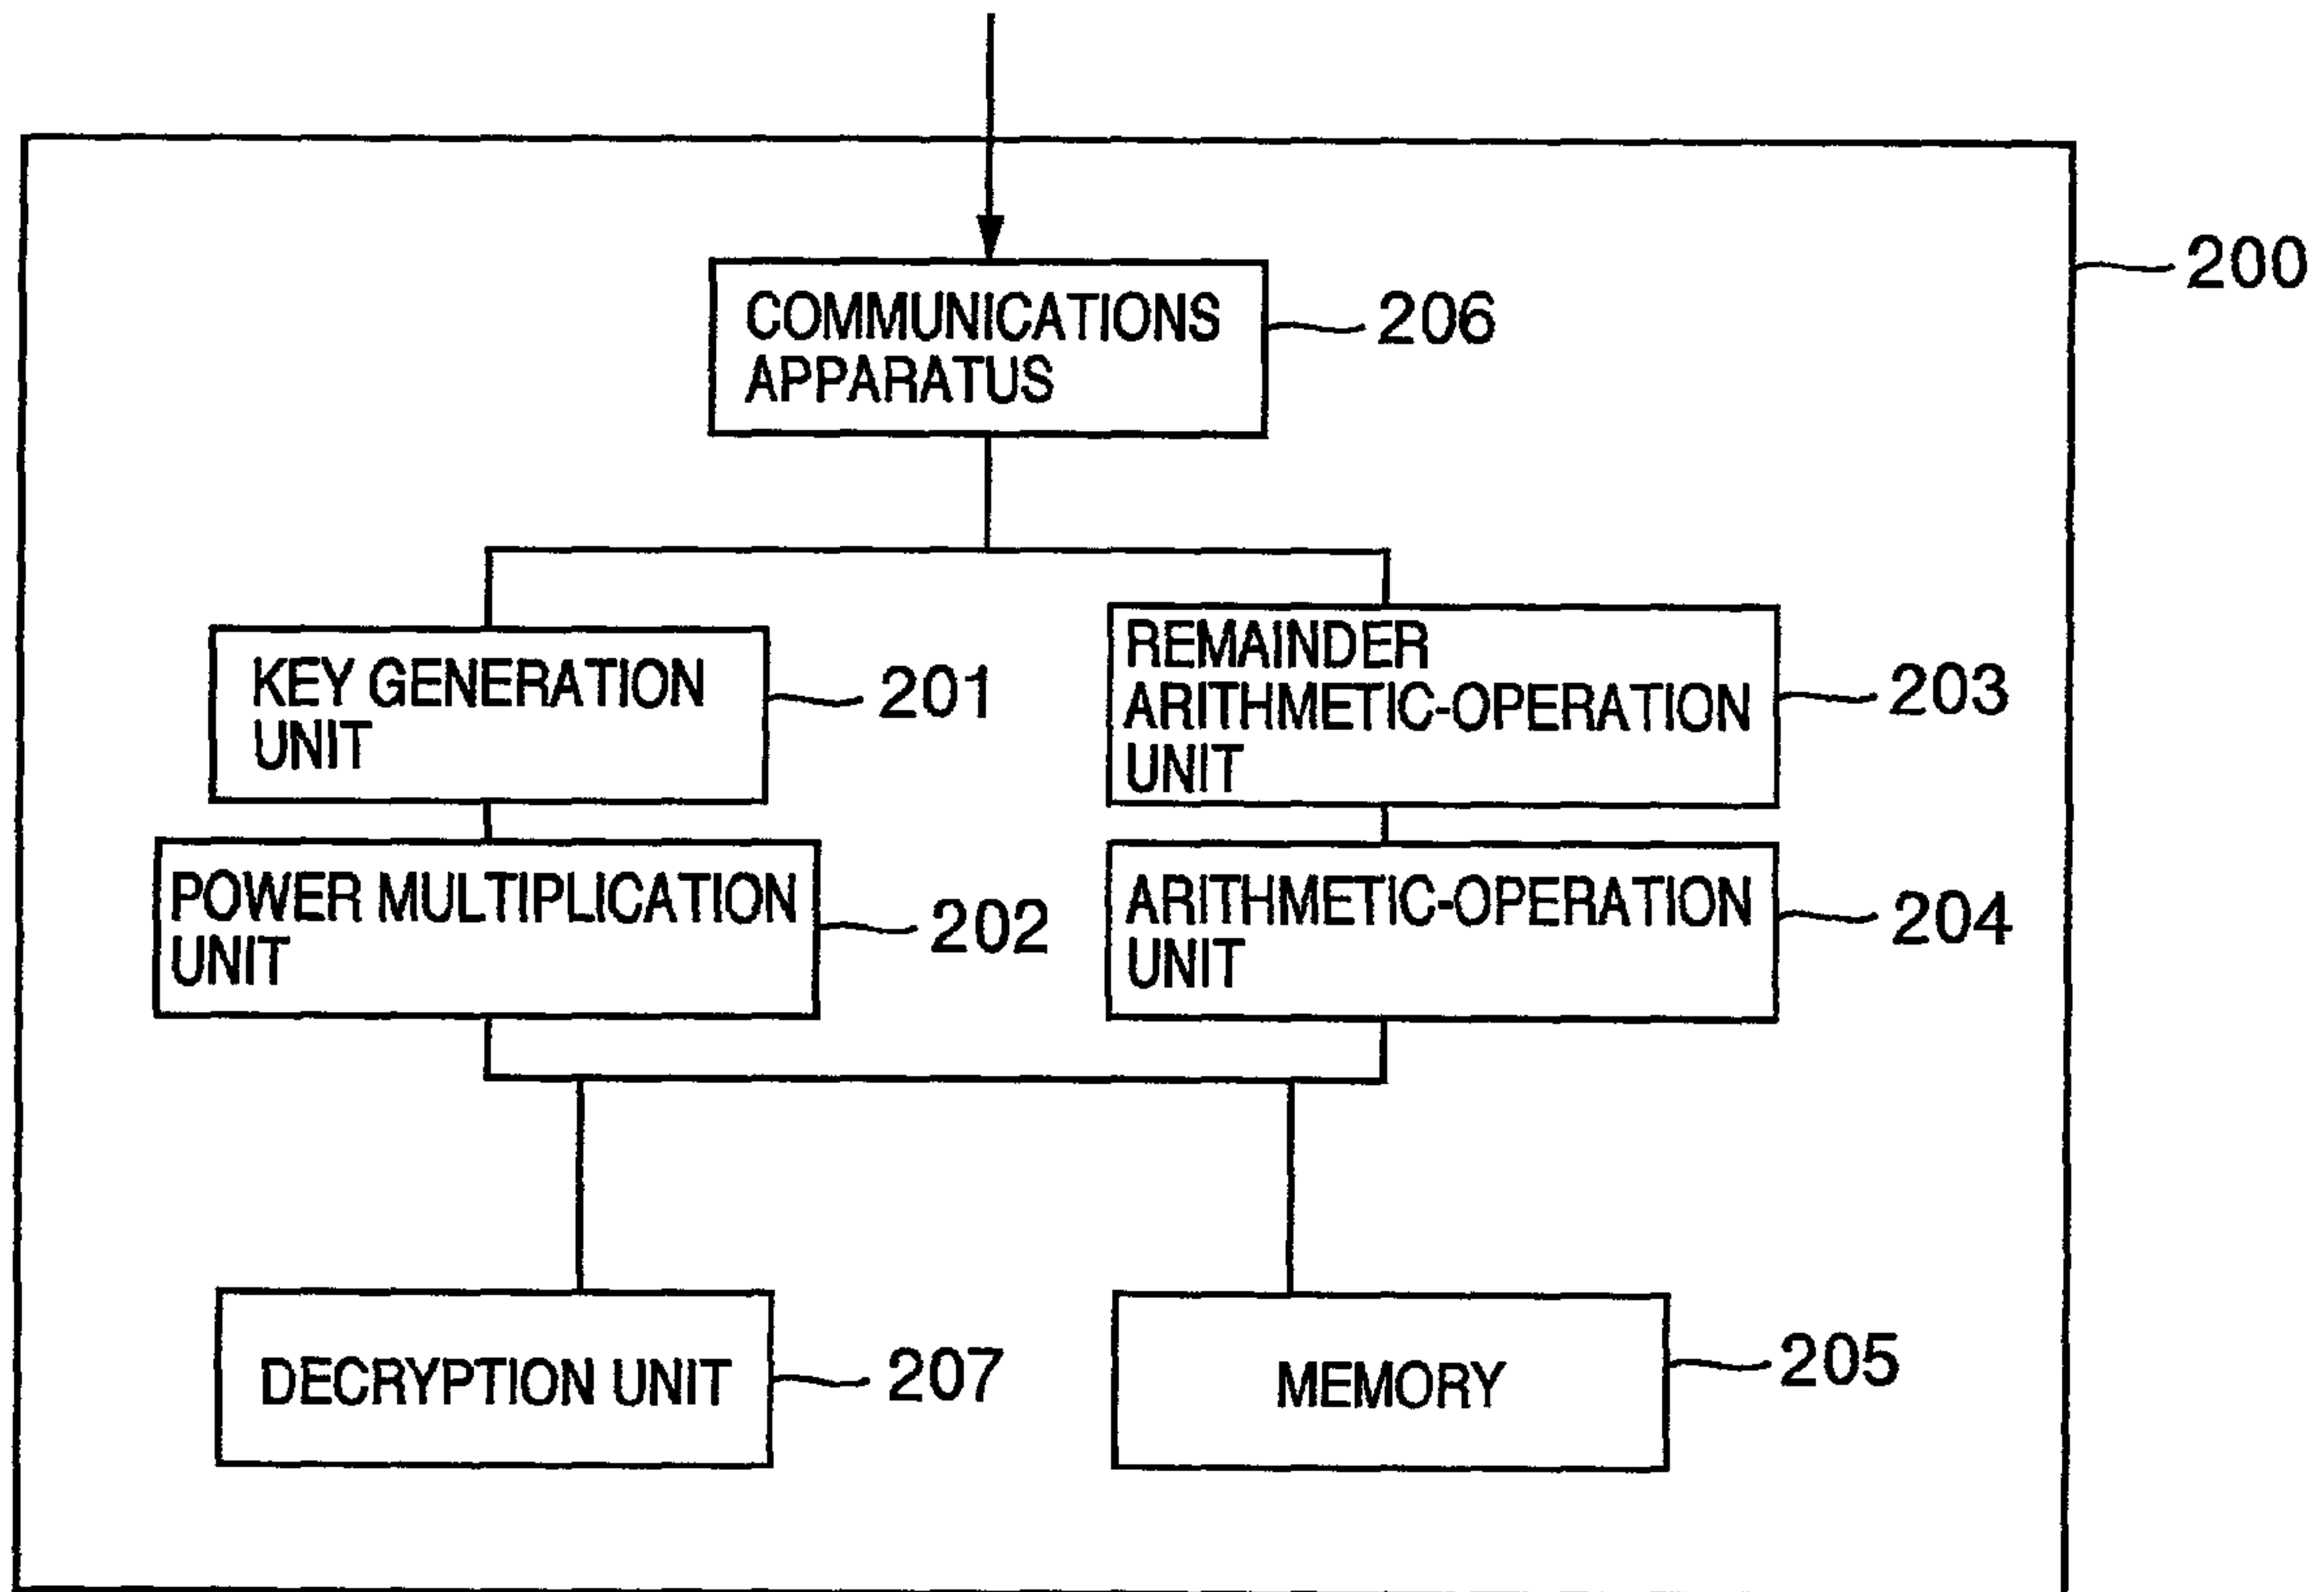 200
COMMUNICATIONS
APPARATUS
206
KEY GENERATION
UNIT
201
REMAINDER
ARITHMETIC-OPERATION
UNIT
203
POWER MULTIPLICATION
UNIT
202
ARITHMETIC-OPERATION
UNIT
204
DECRYPTION UNIT
207
MEMORY
205